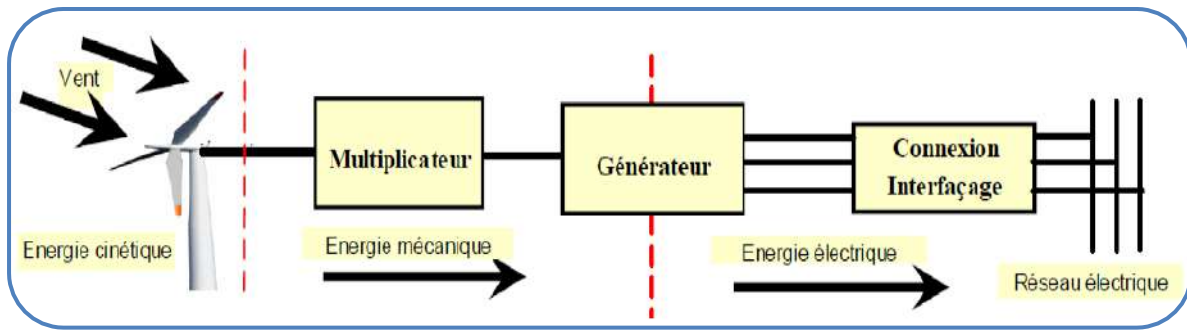 Vent
Multiplicateur
Générateur
Connexion
Interfaçage
Energie cinétique
Energie mécanique
Energie électrique
Réseau électrique